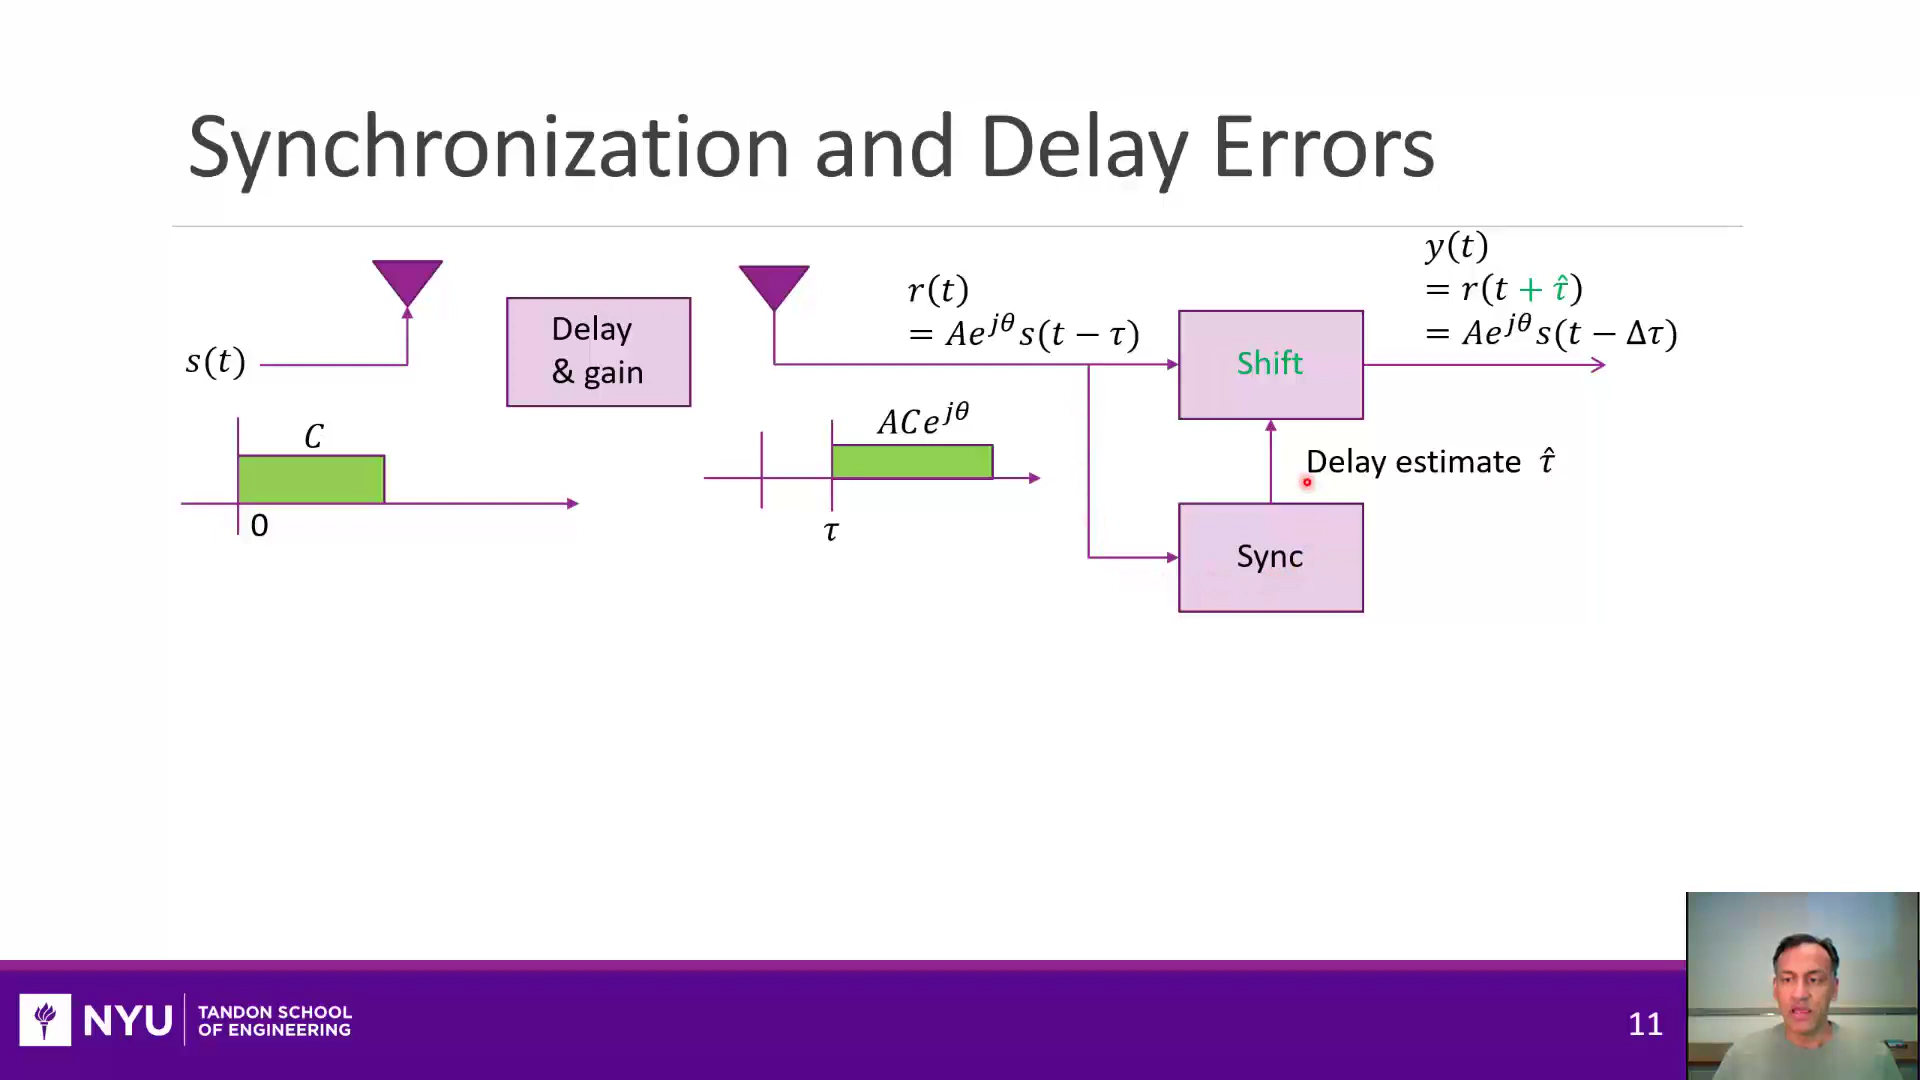 Synchronization and Delay Errors
s(t)
Delay
& gain
r(t)
= Ae^{jθ}s(t − τ)
Shift
y(t)
= r(t + τ̂)
= Ae^{jθ}s(t − Δτ)
C
0
ACe^{jθ}
τ
Delay estimate τ̂
Sync
NYU
TANDON SCHOOL
OF ENGINEERING
11